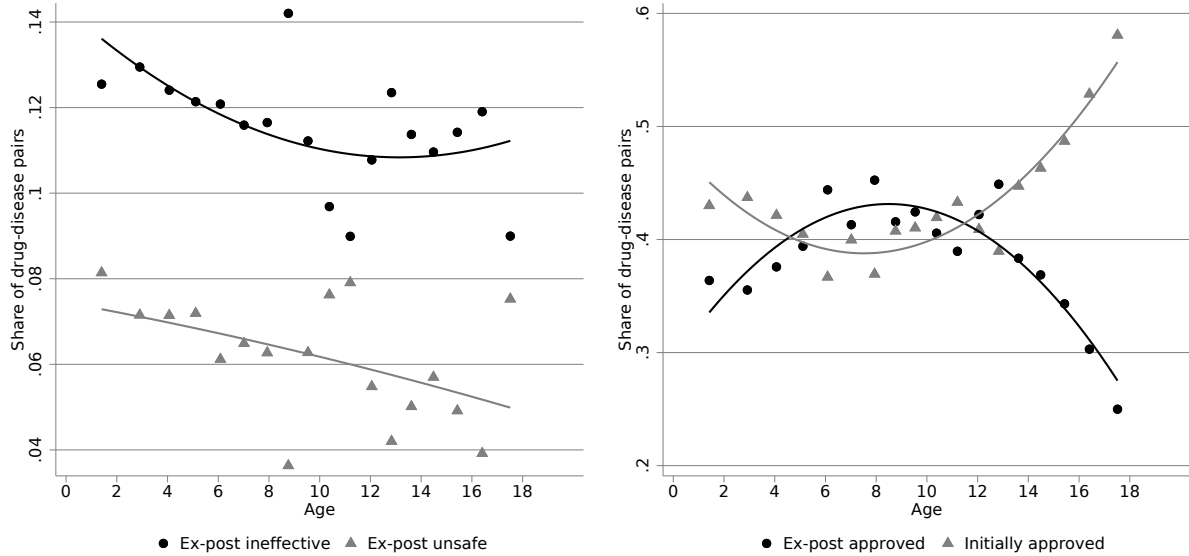 Share of drug-disease pairs
.14
.12
.1
.08
.06
.04
0 2 4 6 8 10 12 14 16 18
Age
Ex-post ineffective Ex-post unsafe
Share of drug-disease pairs
.6
.5
.4
.3
.2
0 2 4 6 8 10 12 14 16 18
Age
Ex-post approved Initially approved